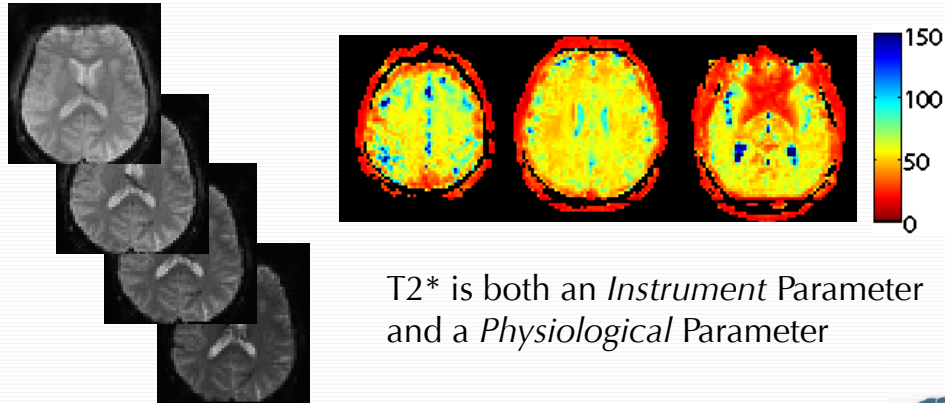 150
100
50
0
T2* is both an Instrument Parameter
and a Physiological Parameter